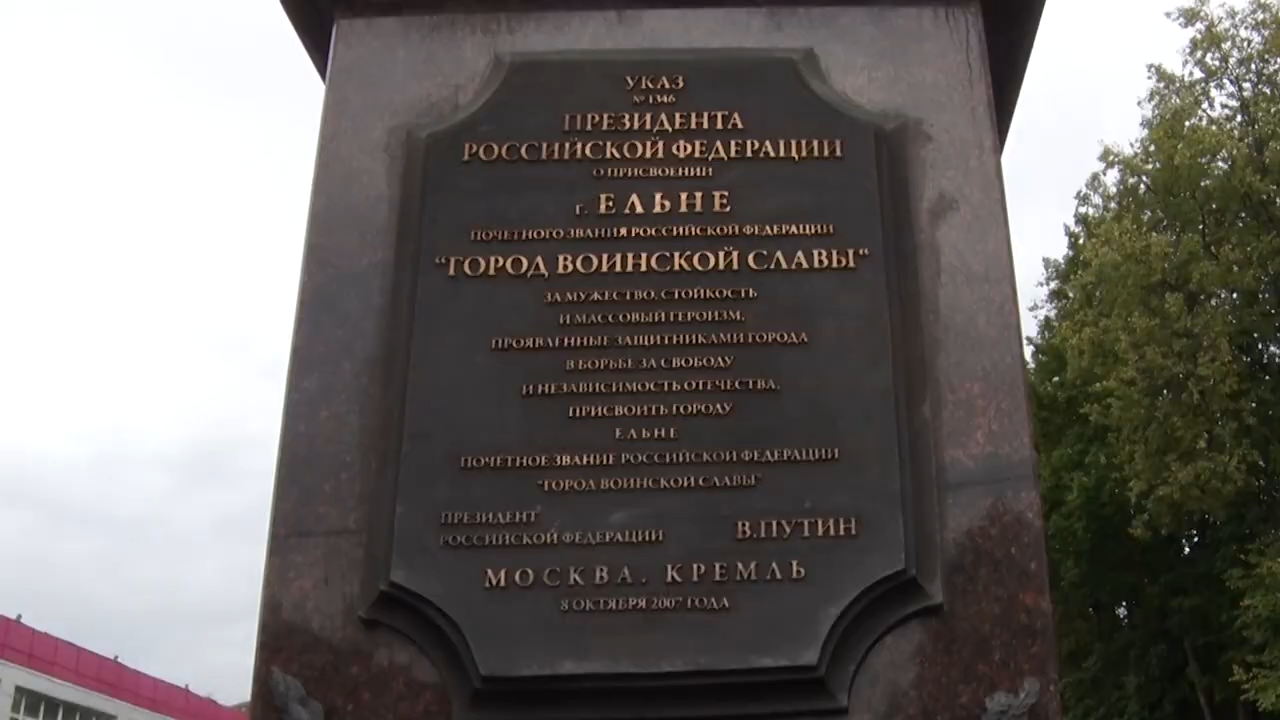 УКАЗ
№ 1346
ПРЕЗИДЕНТА
РОССИЙСКОЙ ФЕДЕРАЦИИ
О ПРИСВОЕНИИ
г. ЕЛЬНЕ
ПОЧЕТНОГО ЗВАНИЯ РОССИЙСКОЙ ФЕДЕРАЦИИ
"ГОРОД ВОИНСКОЙ СЛАВЫ"
ЗА МУЖЕСТВО, СТОЙКОСТЬ
И МАССОВЫЙ ГЕРОИЗМ,
ПРОЯВЛЕННЫЕ ЗАЩИТНИКАМИ ГОРОДА
В БОРЬБЕ ЗА СВОБОДУ
И НЕЗАВИСИМОСТЬ ОТЕЧЕСТВА,
ПРИСВОИТЬ ГОРОДУ
ЕЛЬНЕ
ПОЧЕТНОЕ ЗВАНИЕ РОССИЙСКОЙ ФЕДЕРАЦИИ
"ГОРОД ВОИНСКОЙ СЛАВЫ"
ПРЕЗИДЕНТ
РОССИЙСКОЙ ФЕДЕРАЦИИ В.ПУТИН
МОСКВА, КРЕМЛЬ
8 ОКТЯБРЯ 2007 ГОДА